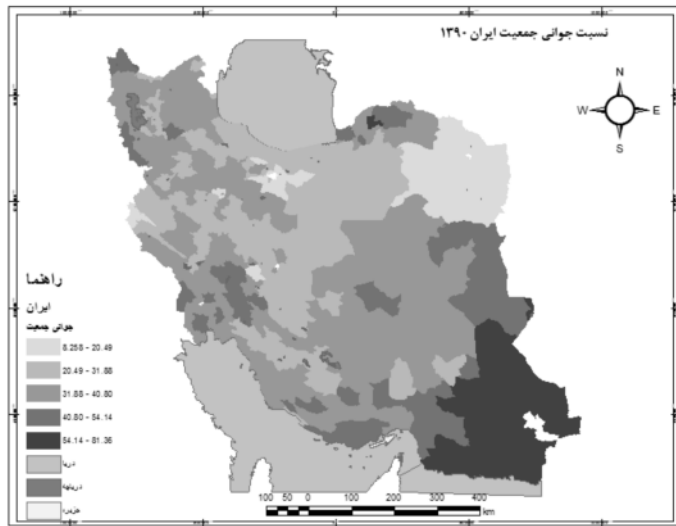 نسبت جوانی جمعیت ایران ۱۳۹۰
N
W E
S
راهنما
ایران
جوانی جمعیت
8.258 - 20.49
20.49 - 31.88
31.88 - 40.80
40.80 - 54.14
54.14 - 81.36
دریا
دریاچه
جزیره
100 50 0 100 200 300 400
km